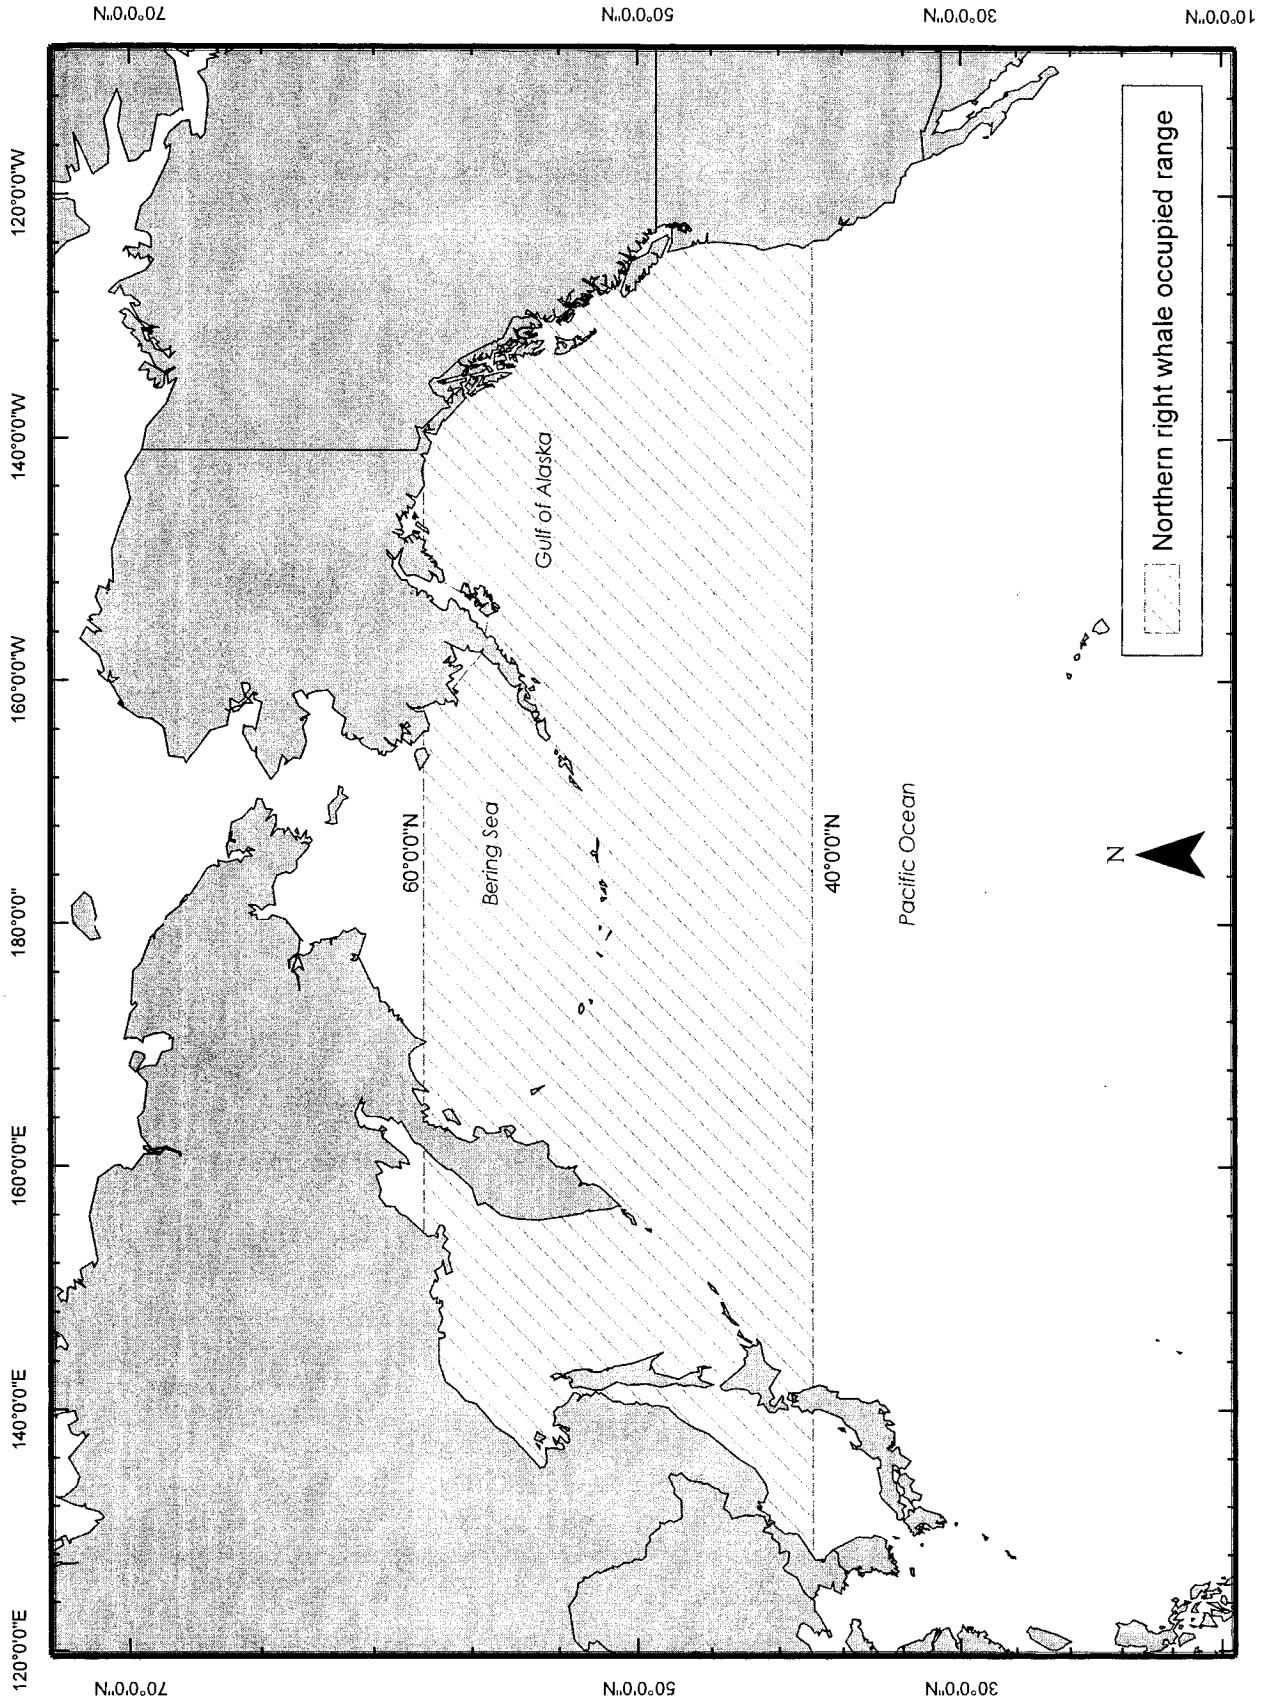 120°0'0"E
140°0'0"E
160°0'0"E
180°0'0"
160°0'0"W
140°0'0"W
120°0'0"W
70°0'0"N
70°0'0"N
60°0'0"N
Bering Sea
Gulf of Alaska
50°0'0"N
50°0'0"N
40°0'0"N
Pacific Ocean
30°0'0"N
30°0'0"N
N
Northern right whale occupied range
10°0'0"N